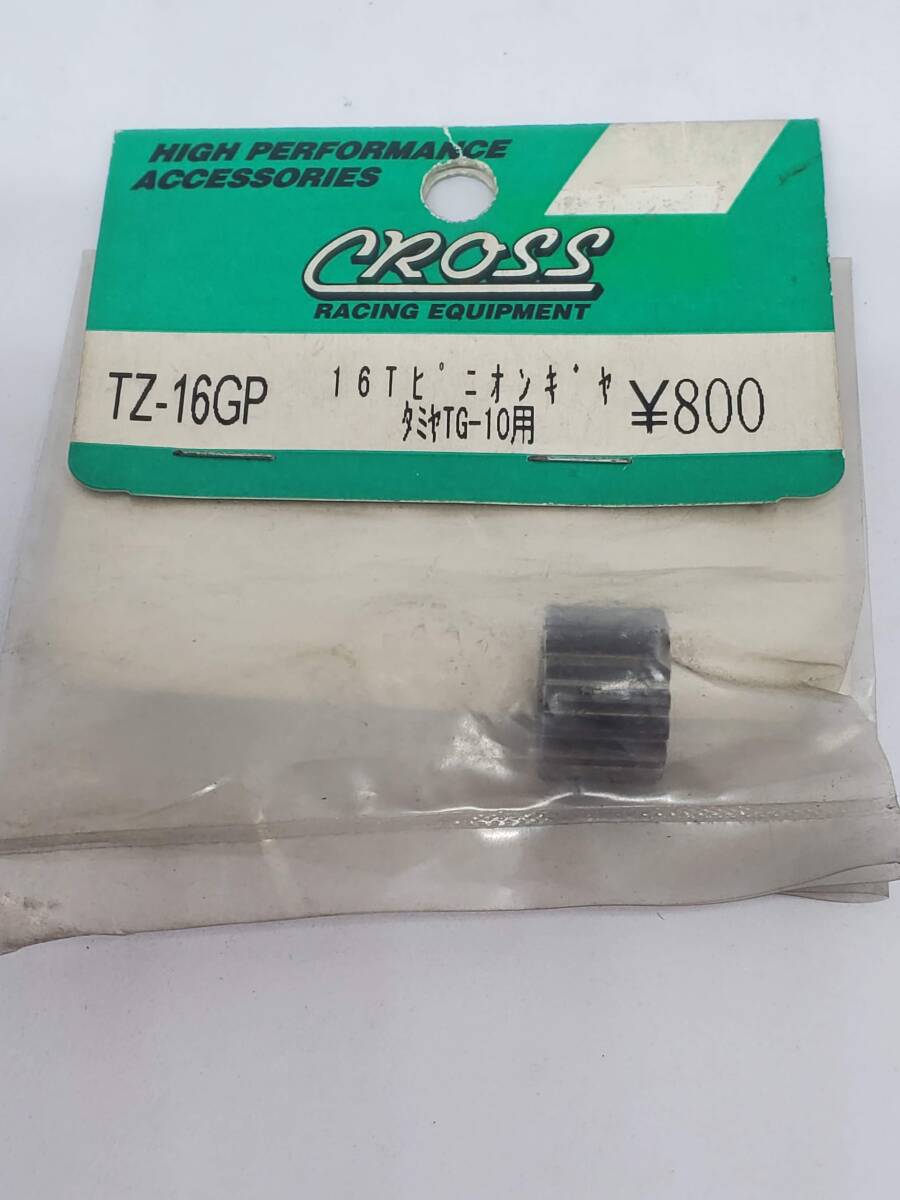 HIGH PERFORMANCE
ACCESSORIES
CROSS
RACING EQUIPMENT
TZ-16GP
16Tﾋﾟﾆｵﾝｷﾞﾔ
ﾀﾐﾔTG-10用
¥800